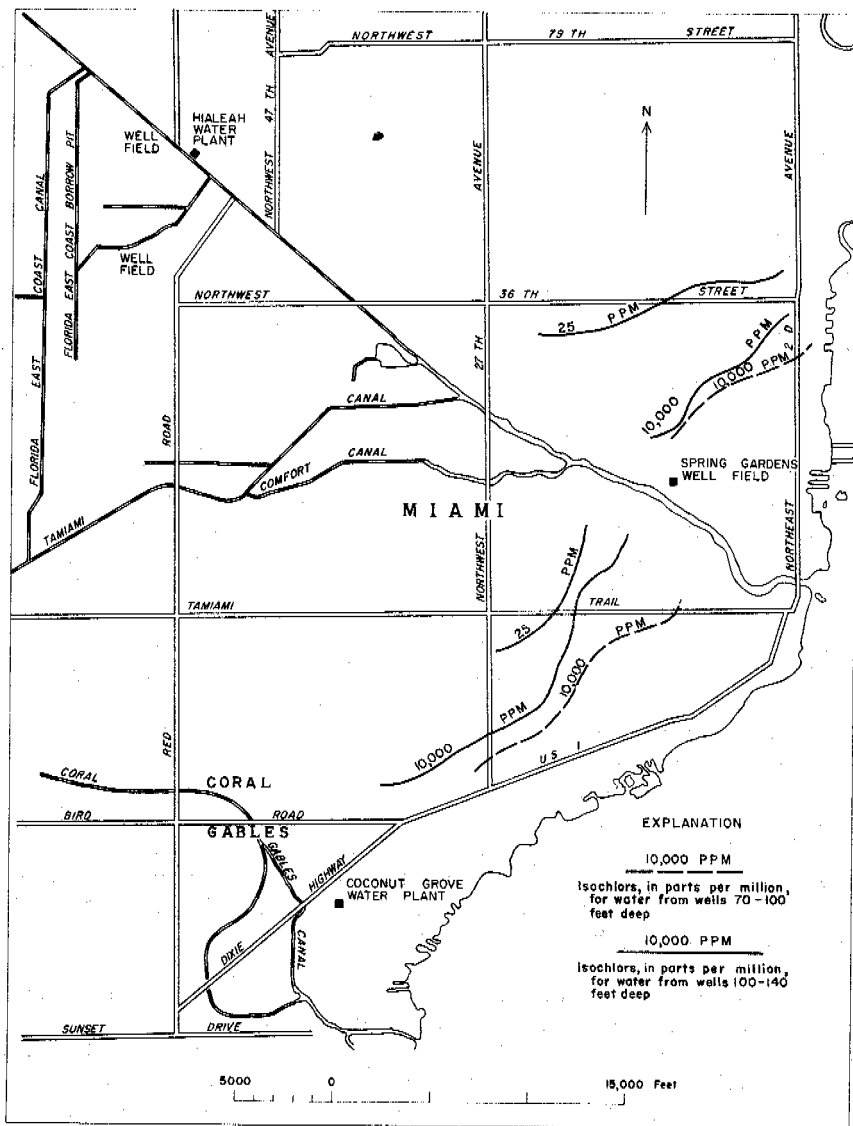 NORTHWEST 79 TH STREET
NORTHWEST 47 TH AVENUE
HIALEAH
WATER
PLANT
WELL
FIELD
N
AVENUE
AVENUE
CANAL
FLORIDA EAST COAST BORROW PIT
WELL
FIELD
FLORIDA EAST COAST
NORTHWEST 36 TH STREET
25 PPM
PPM
10,000
10,000 PPM
2 D
27 TH
ROAD
CANAL
COMFORT CANAL
SPRING GARDENS
WELL FIELD
MIAMI
TAMIAMI
NORTHWEST
NORTHEAST
PPM
25
TAMIAMI TRAIL
PPM
10,000
10,000 PPM
RED
US 1
CORAL
CORAL
BIRD ROAD
GABLES
GABLES
HIGHWAY
COCONUT GROVE
WATER PLANT
DIXIE
CANAL
SUNSET DRIVE
EXPLANATION
10,000 PPM
Isochlors, in parts per million,
for water from wells 70-100
feet deep
10,000 PPM
Isochlors, in parts per million,
for water from wells 100-140
feet deep
5000 0 15,000 Feet